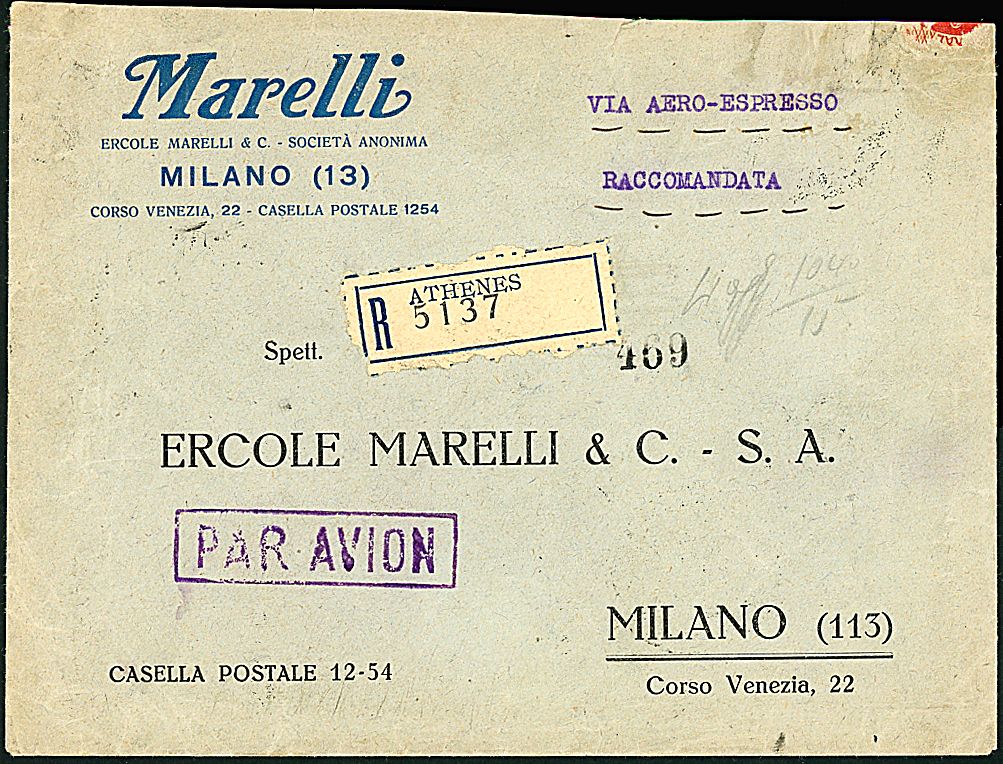 Marelli
ERCOLE MARELLI & C. - SOCIETÀ ANONIMA
MILANO (13)
CORSO VENEZIA, 22 - CASELLA POSTALE 1254
VIA AERO-ESPRESSO
RACCOMANDATA
R
ATHENES
5137
Spett.
469
ERCOLE MARELLI & C. - S. A.
PAR AVION
MILANO (113)
CASELLA POSTALE 12-54
Corso Venezia, 22